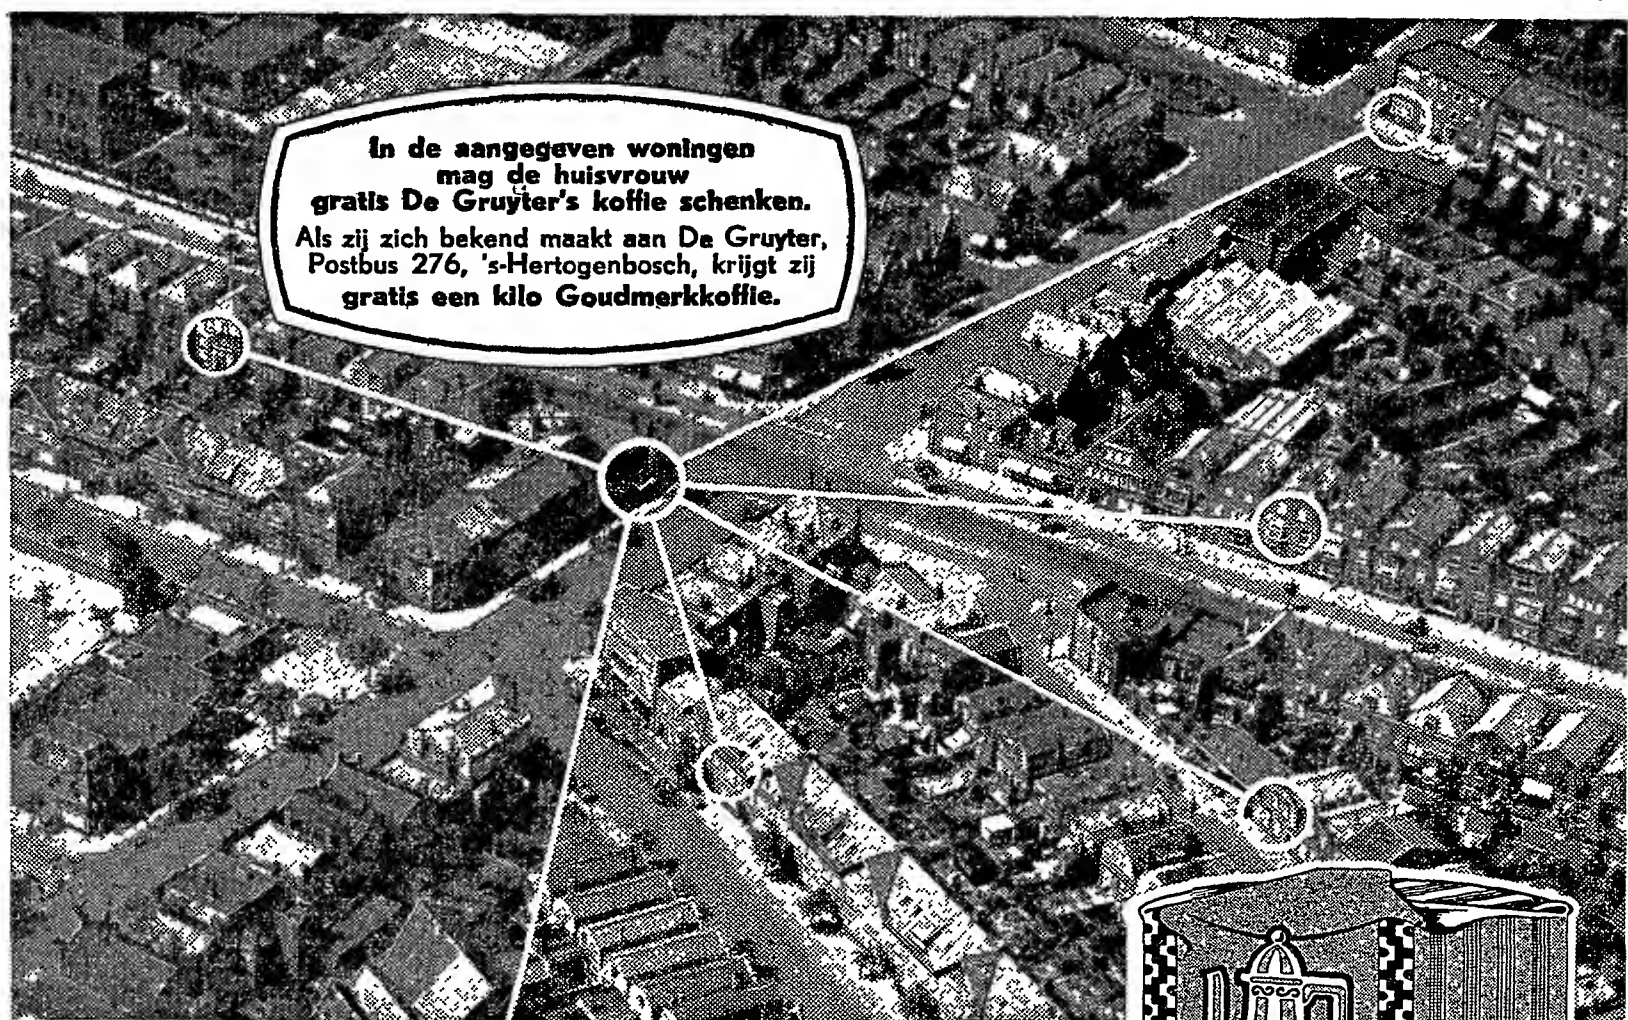 In de aangegeven woningen
mag de huisvrouw
gratis De Gruyter's koffie schenken.
Als zij zich bekend maakt aan De Gruyter,
Postbus 276, 's-Hertogenbosch, krijgt zij
gratis een kilo Goudmerkkoffie.